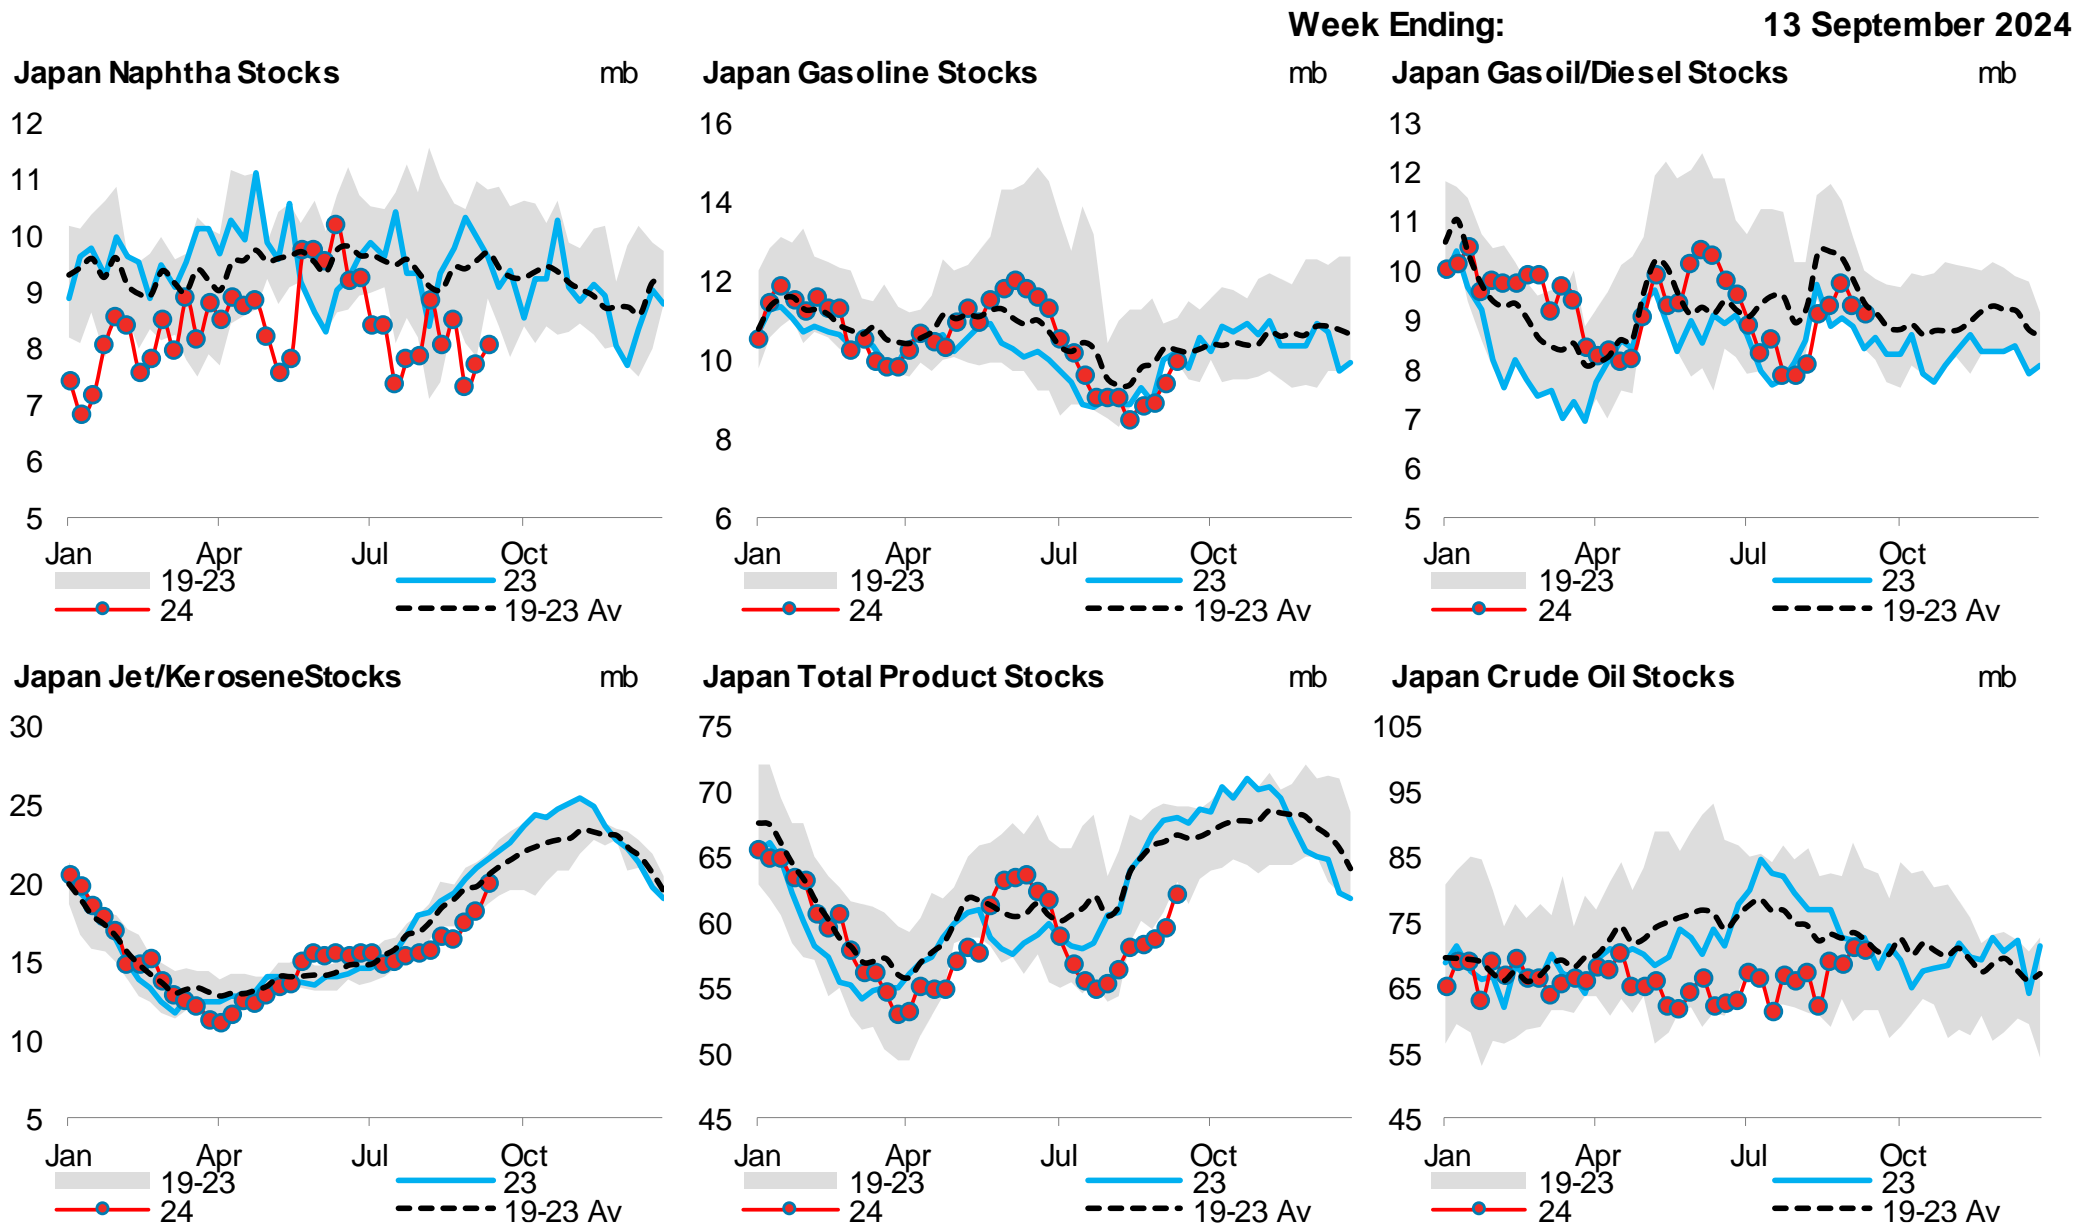 Week Ending: 13 September 2024
Japan Naphtha Stocks mb
12
11
10
9
8
7
6
5
Jan Apr Jul Oct
19-23 23
24 19-23 Av
Japan Gasoline Stocks mb
16
14
12
10
8
6
Jan Apr Jul Oct
19-23 23
24 19-23 Av
Japan Gasoil/Diesel Stocks mb
13
12
11
10
9
8
7
6
5
Jan Apr Jul Oct
19-23 23
24 19-23 Av
Japan Jet/Kerosene Stocks mb
30
25
20
15
10
5
Jan Apr Jul Oct
19-23 23
24 19-23 Av
Japan Total Product Stocks mb
75
70
65
60
55
50
45
Jan Apr Jul Oct
19-23 23
24 19-23 Av
Japan Crude Oil Stocks mb
105
95
85
75
65
55
45
Jan Apr Jul Oct
19-23 23
24 19-23 Av